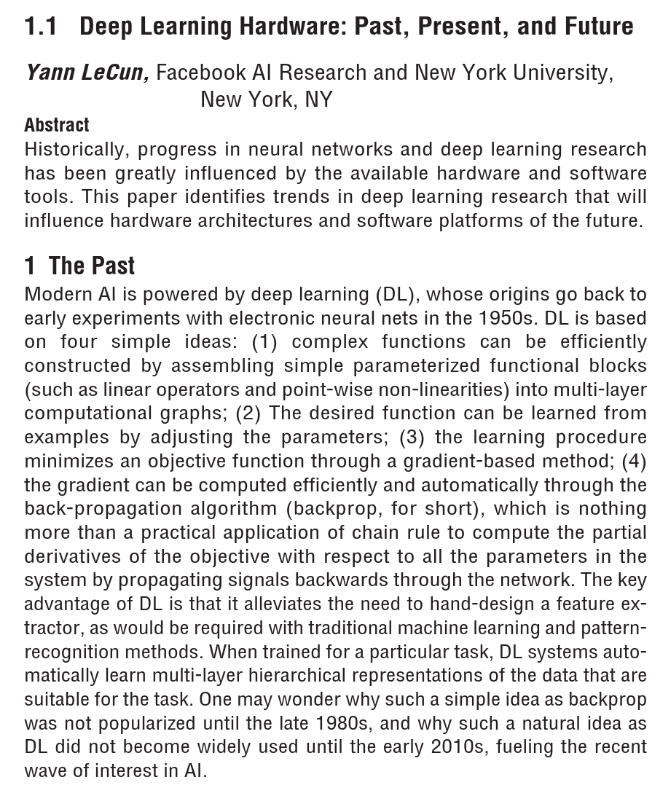 1.1 Deep Learning Hardware: Past, Present, and Future
Yann LeCun, Facebook AI Research and New York University,
New York, NY
Abstract
Historically, progress in neural networks and deep learning research
has been greatly influenced by the available hardware and software
tools. This paper identifies trends in deep learning research that will
influence hardware architectures and software platforms of the future.
1 The Past
Modern AI is powered by deep learning (DL), whose origins go back to
early experiments with electronic neural nets in the 1950s. DL is based
on four simple ideas: (1) complex functions can be efficiently
constructed by assembling simple parameterized functional blocks
(such as linear operators and point-wise non-linearities) into multi-layer
computational graphs; (2) The desired function can be learned from
examples by adjusting the parameters; (3) the learning procedure
minimizes an objective function through a gradient-based method; (4)
the gradient can be computed efficiently and automatically through the
back-propagation algorithm (backprop, for short), which is nothing
more than a practical application of chain rule to compute the partial
derivatives of the objective with respect to all the parameters in the
system by propagating signals backwards through the network. The key
advantage of DL is that it alleviates the need to hand-design a feature ex-
tractor, as would be required with traditional machine learning and pattern-
recognition methods. When trained for a particular task, DL systems auto-
matically learn multi-layer hierarchical representations of the data that are
suitable for the task. One may wonder why such a simple idea as backprop
was not popularized until the late 1980s, and why such a natural idea as
DL did not become widely used until the early 2010s, fueling the recent
wave of interest in AI.